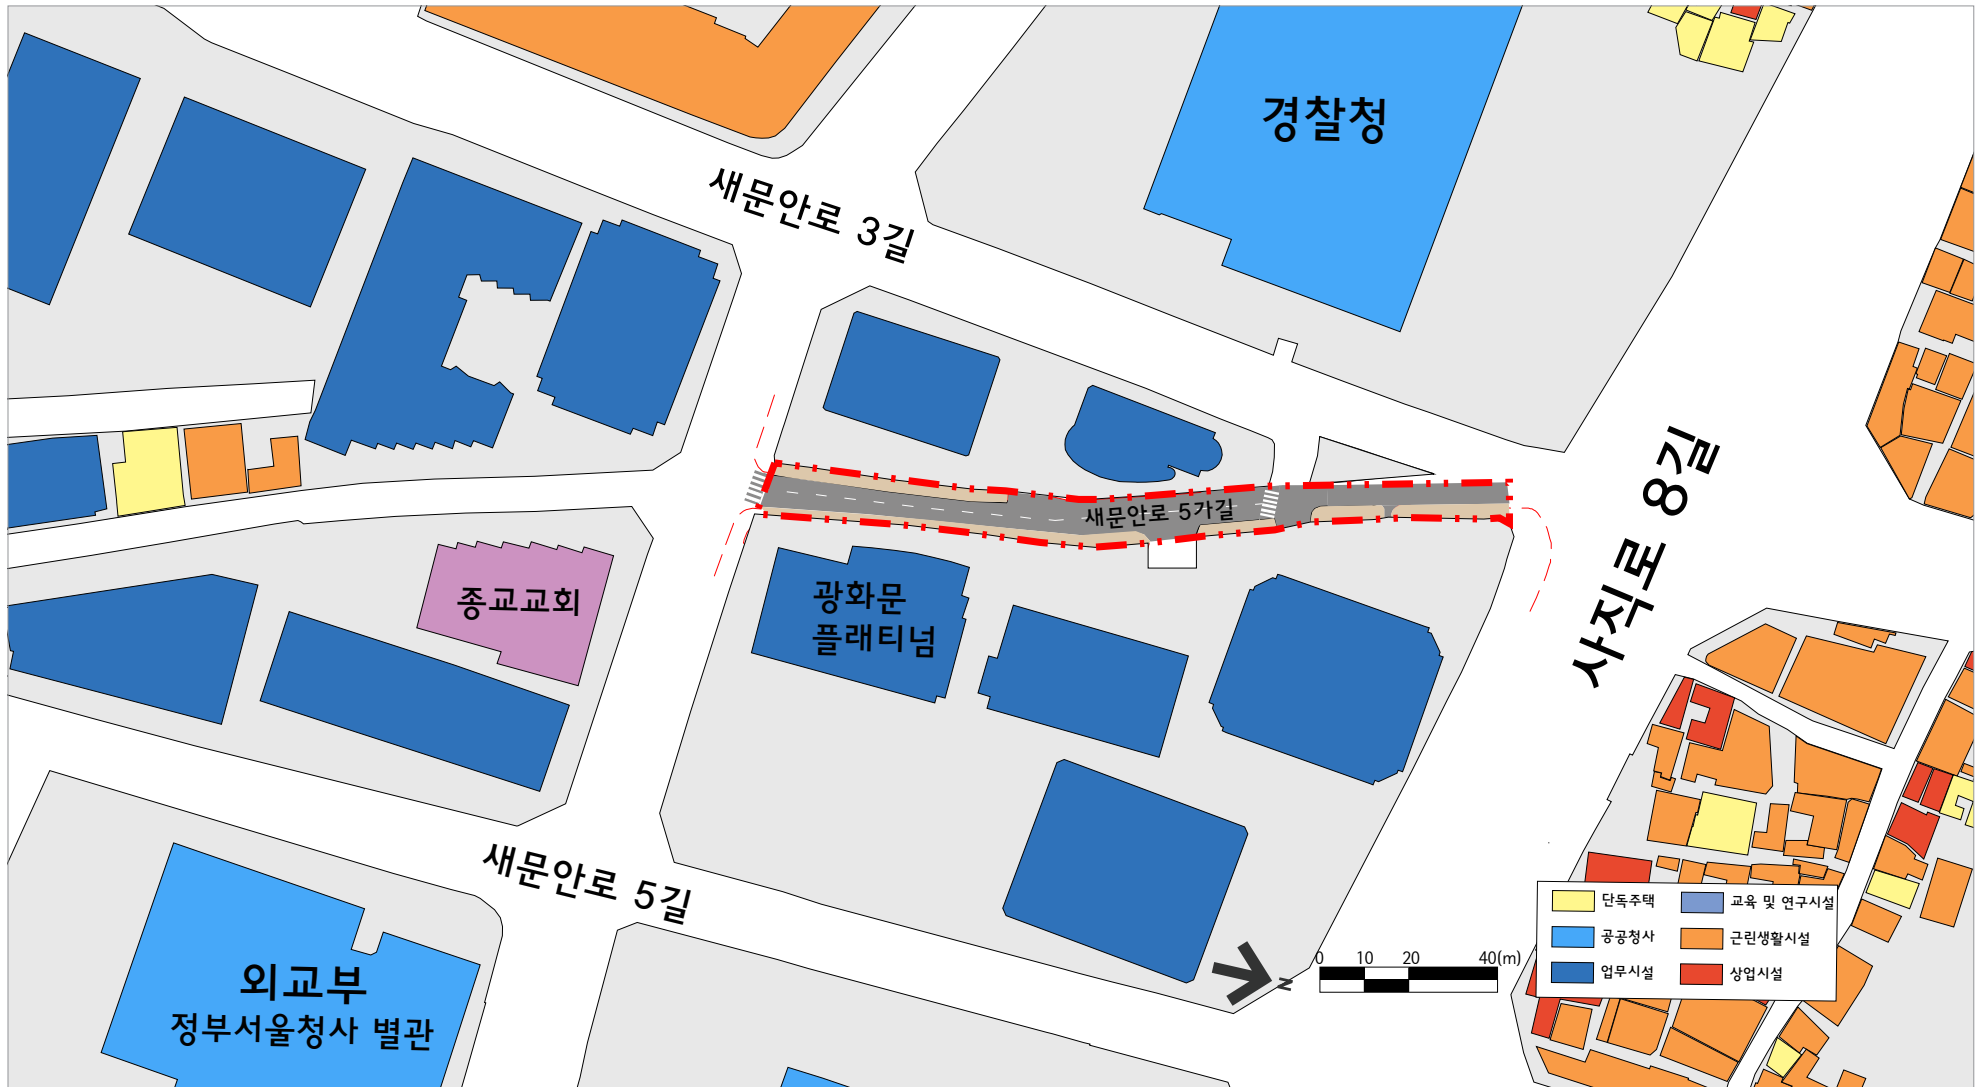 경찰청
새문안로 3길
새문안로 5가길
사직로 8길
종교교회
광화문
플래티넘
새문안로 5길
외교부
정부서울청사 별관
N
0 10 20 40(m)
단독주택
교육 및 연구시설
공공청사
근린생활시설
업무시설
상업시설